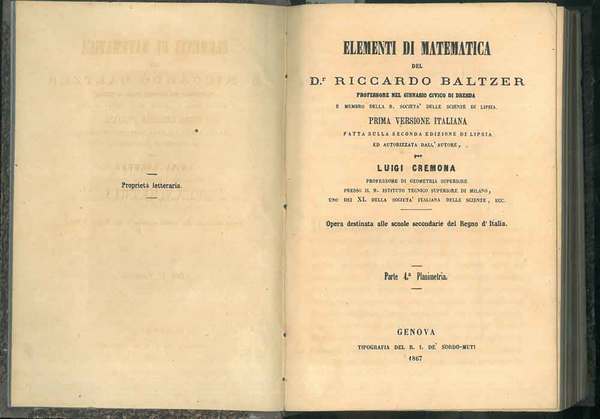 Proprietà letteraria.
ELEMENTI DI MATEMATICA
DEL
D.r RICCARDO BALTZER
PROFESSORE NEL GINNASIO CIVICO DI DRESDA
E MEMBRO DELLA R. SOCIETA' DELLE SCIENZE DI LIPSIA.
PRIMA VERSIONE ITALIANA
FATTA SULLA SECONDA EDIZIONE DI LIPSIA
ED AUTORIZZATA DALL'AUTORE,
per
LUIGI CREMONA
PROFESSORE DI GEOMETRIA SUPERIORE
PRESSO IL R. ISTITUTO TECNICO SUPERIORE DI MILANO,
UNO DEI XL DELLA SOCIETA' ITALIANA DELLE SCIENZE, ECC.
Opera destinata alle scuole secondarie del Regno d'Italia.
Parte 4.a Planimetria.
GENOVA
TIPOGRAFIA DEL R. I. DE' SORDO-MUTI
1867